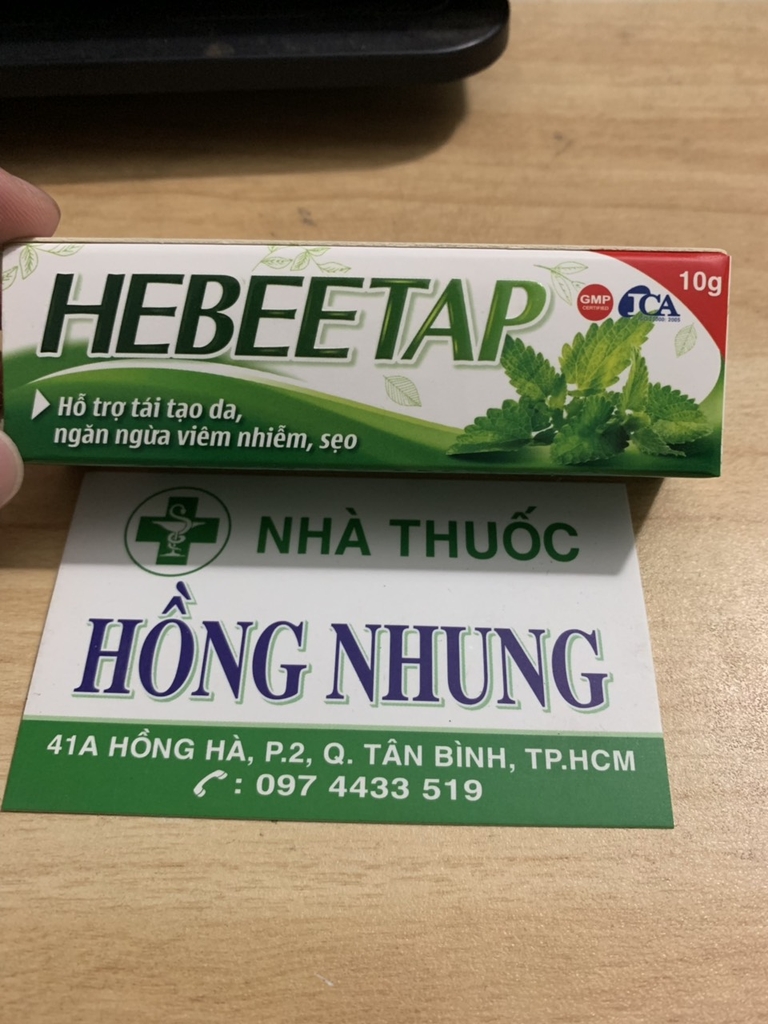 HEBEETAP
10g
GMP
CERTIFIED
Hỗ trợ tái tạo da,
ngăn ngừa viêm nhiễm, sẹo
NHÀ THUỐC
HỒNG NHUNG
41A HỒNG HÀ, P.2, Q. TÂN BÌNH, TP.HCM
: 097 4433 519